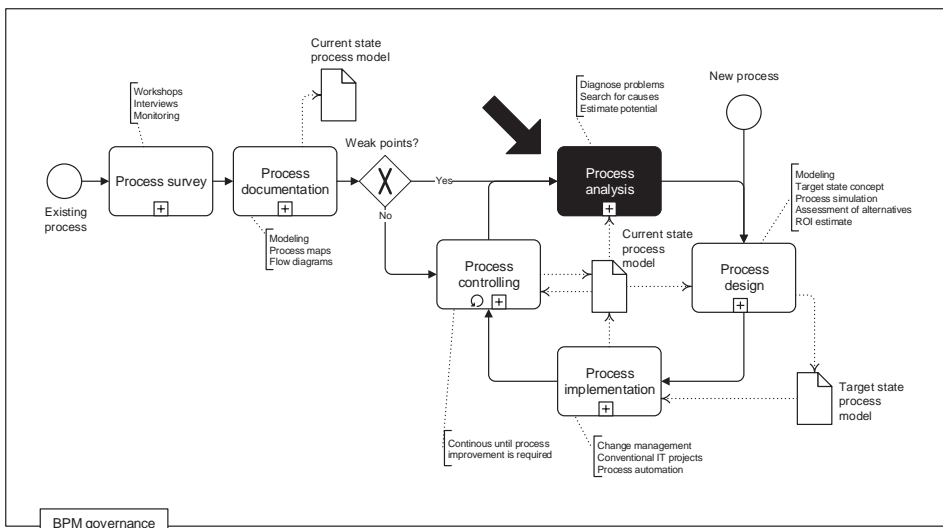 Current state
process model
Workshops
Interviews
Monitoring
Diagnose problems
Search for causes
Estimate potential
New process
Weak points?
Process survey
Process
documentation
Yes
Process
analysis
Modeling
Target state concept
Process simulation
Assessment of alternatives
ROI estimate
Existing
process
No
Modeling
Process maps
Flow diagrams
Current state
process
model
Process
controlling
Process
design
Process
implementation
Target state
process
model
Continous until process
improvement is required
Change management
Conventional IT projects
Process automation
BPM governance